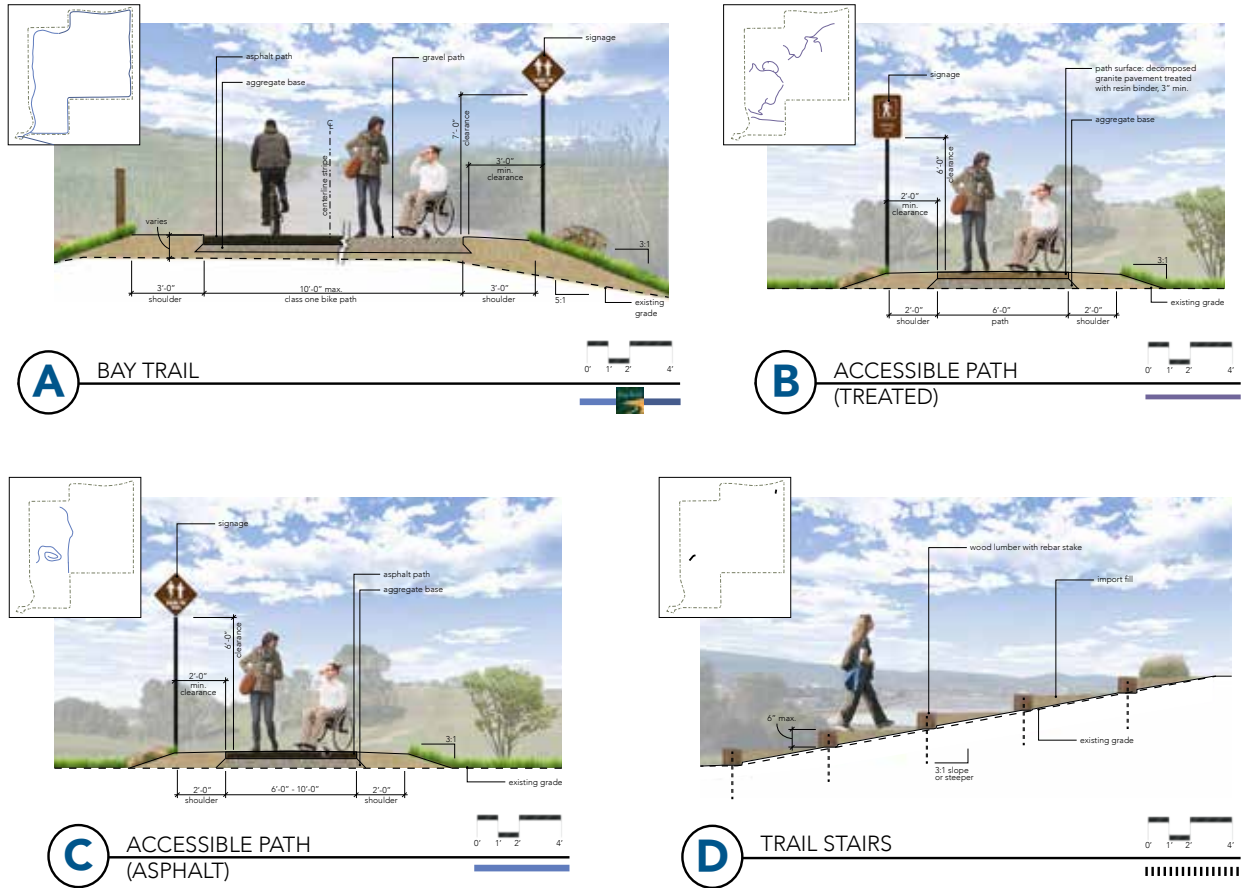 signage
asphalt path
gravel path
aggregate base
7'- 0"
clearance
3'-0"
min.
clearance
centerline stripe
varies
3:1
3'-0"
shoulder
10'-0" max.
class one bike path
3'-0"
shoulder
5:1
existing
grade
A
BAY TRAIL
0' 1' 2' 4'
signage
path surface: decomposed
granite pavement treated
with resin binder, 3" min.
aggregate base
6'-0"
clearance
2'-0"
min.
clearance
3:1
existing grade
2'-0"
shoulder
6'-0"
path
2'-0"
shoulder
B
ACCESSIBLE PATH
(TREATED)
0' 1' 2' 4'
signage
asphalt path
aggregate base
6'-0"
clearance
2'-0"
min.
clearance
3:1
existing grade
2'-0"
shoulder
6'-0" - 10'-0"
2'-0"
shoulder
C
ACCESSIBLE PATH
(ASPHALT)
0' 1' 2' 4'
wood lumber with rebar stake
import fill
6" max.
existing grade
3:1 slope
or steeper
D
TRAIL STAIRS
0' 1' 2' 4'